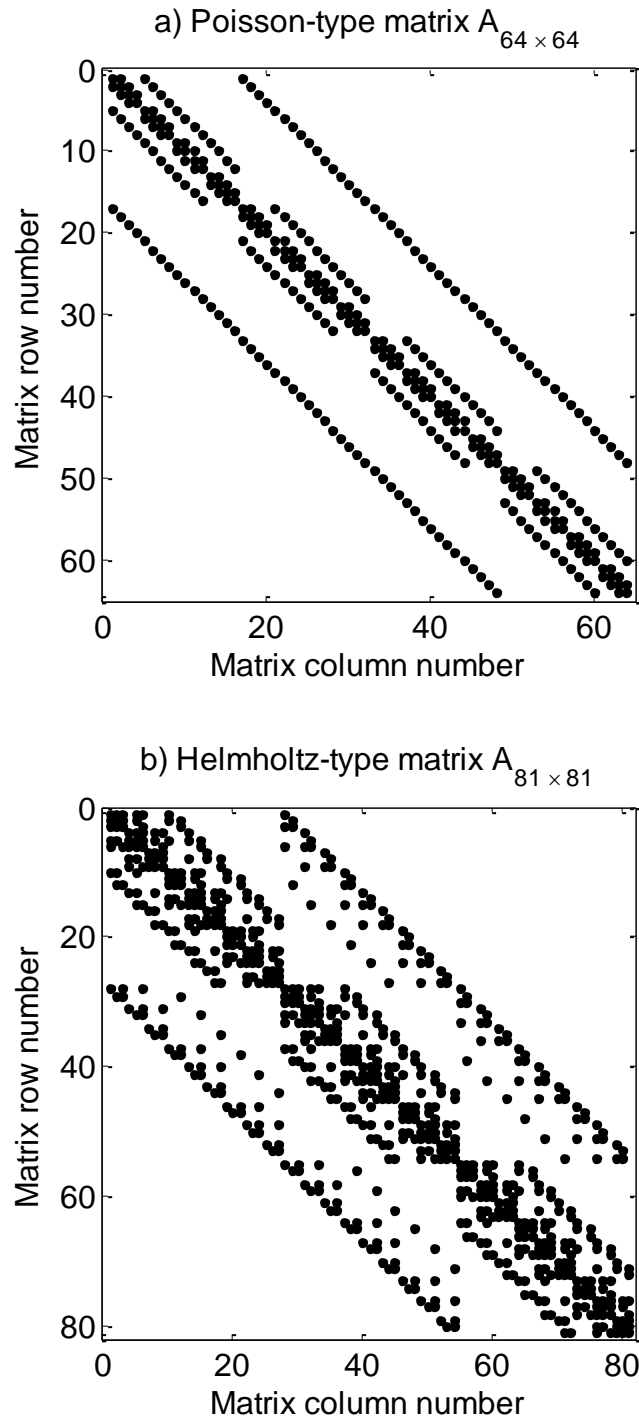 a) Poisson-type matrix A64 × 64
0
10
20
30
40
50
60
Matrix row number
0 20 40 60
Matrix column number
b) Helmholtz-type matrix A81 × 81
0
20
40
60
80
Matrix row number
0 20 40 60 80
Matrix column number